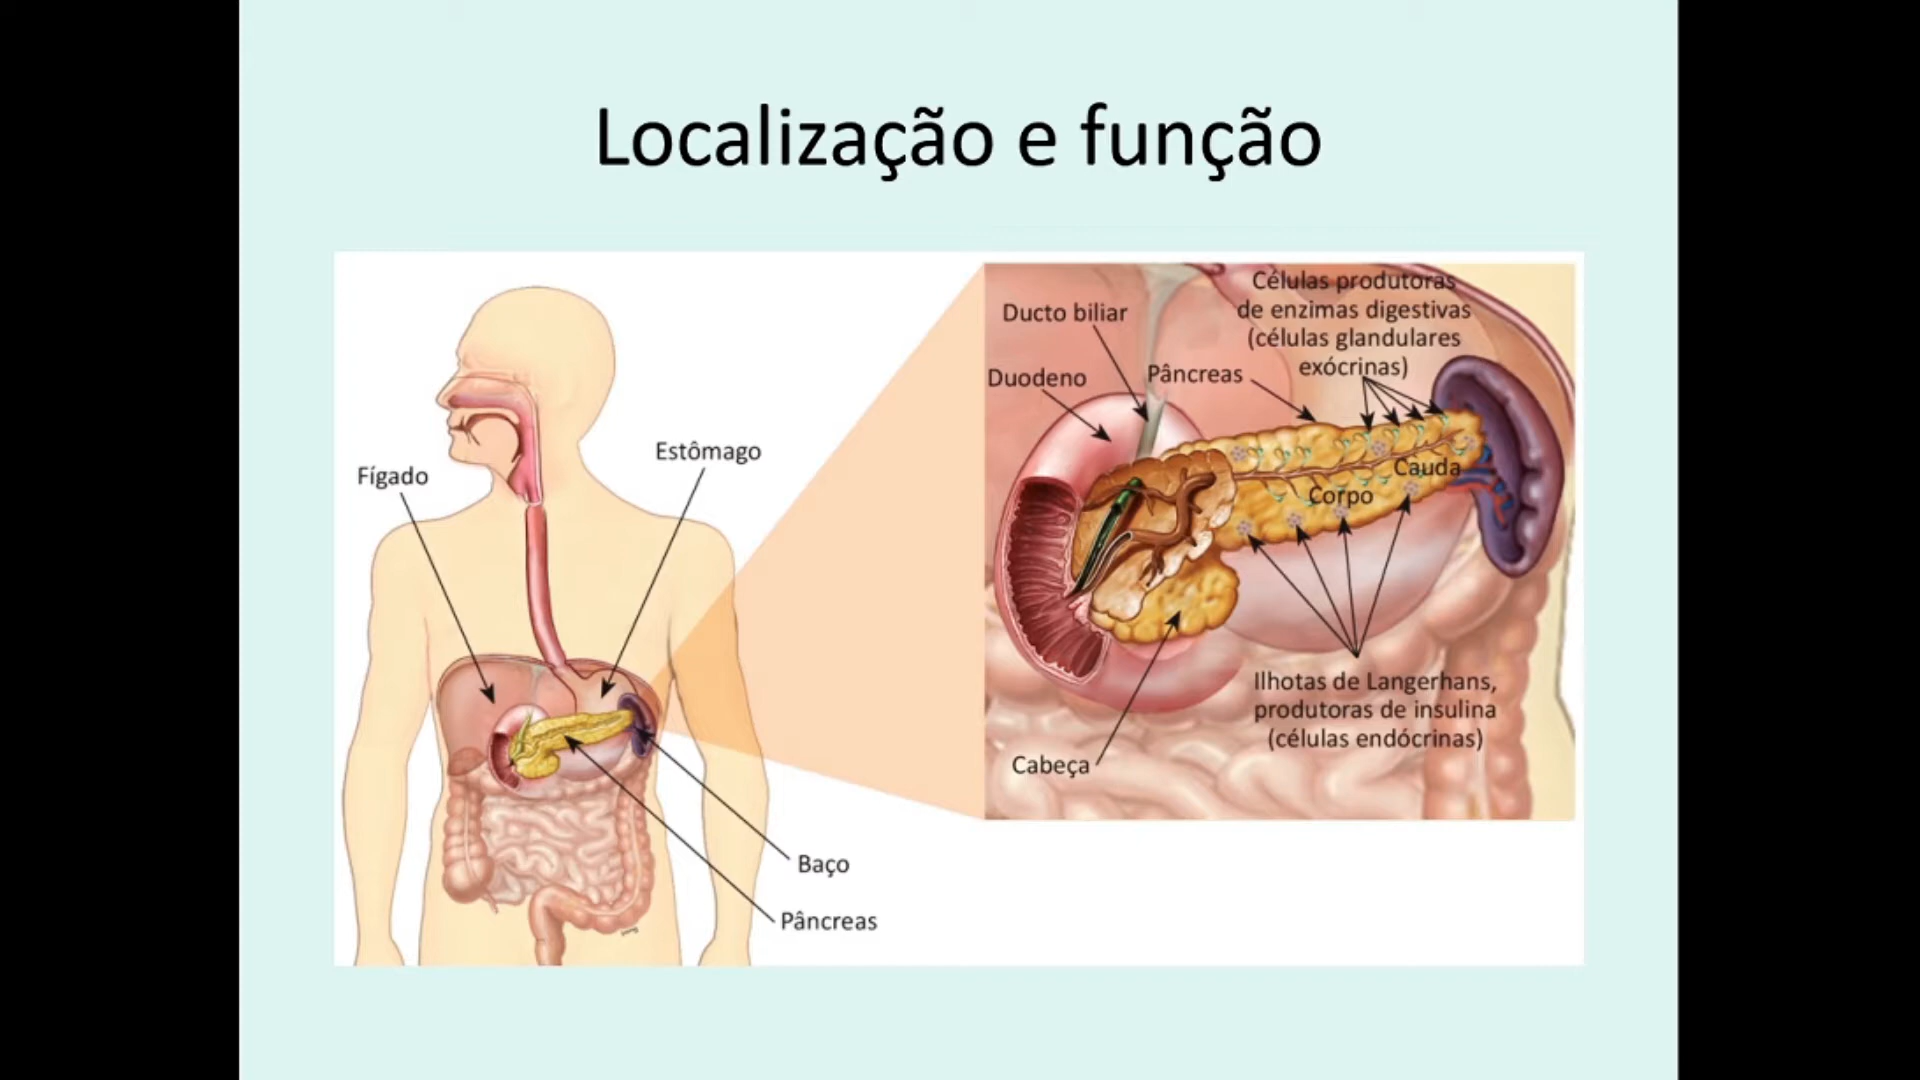 Localização e função
Fígado
Estômago
Baço
Pâncreas
Ducto biliar
Duodeno
Pâncreas
Células produtoras
de enzimas digestivas
(células glandulares
exócrinas)
Cauda
Corpo
Ilhotas de Langerhans,
produtoras de insulina
(células endócrinas)
Cabeça